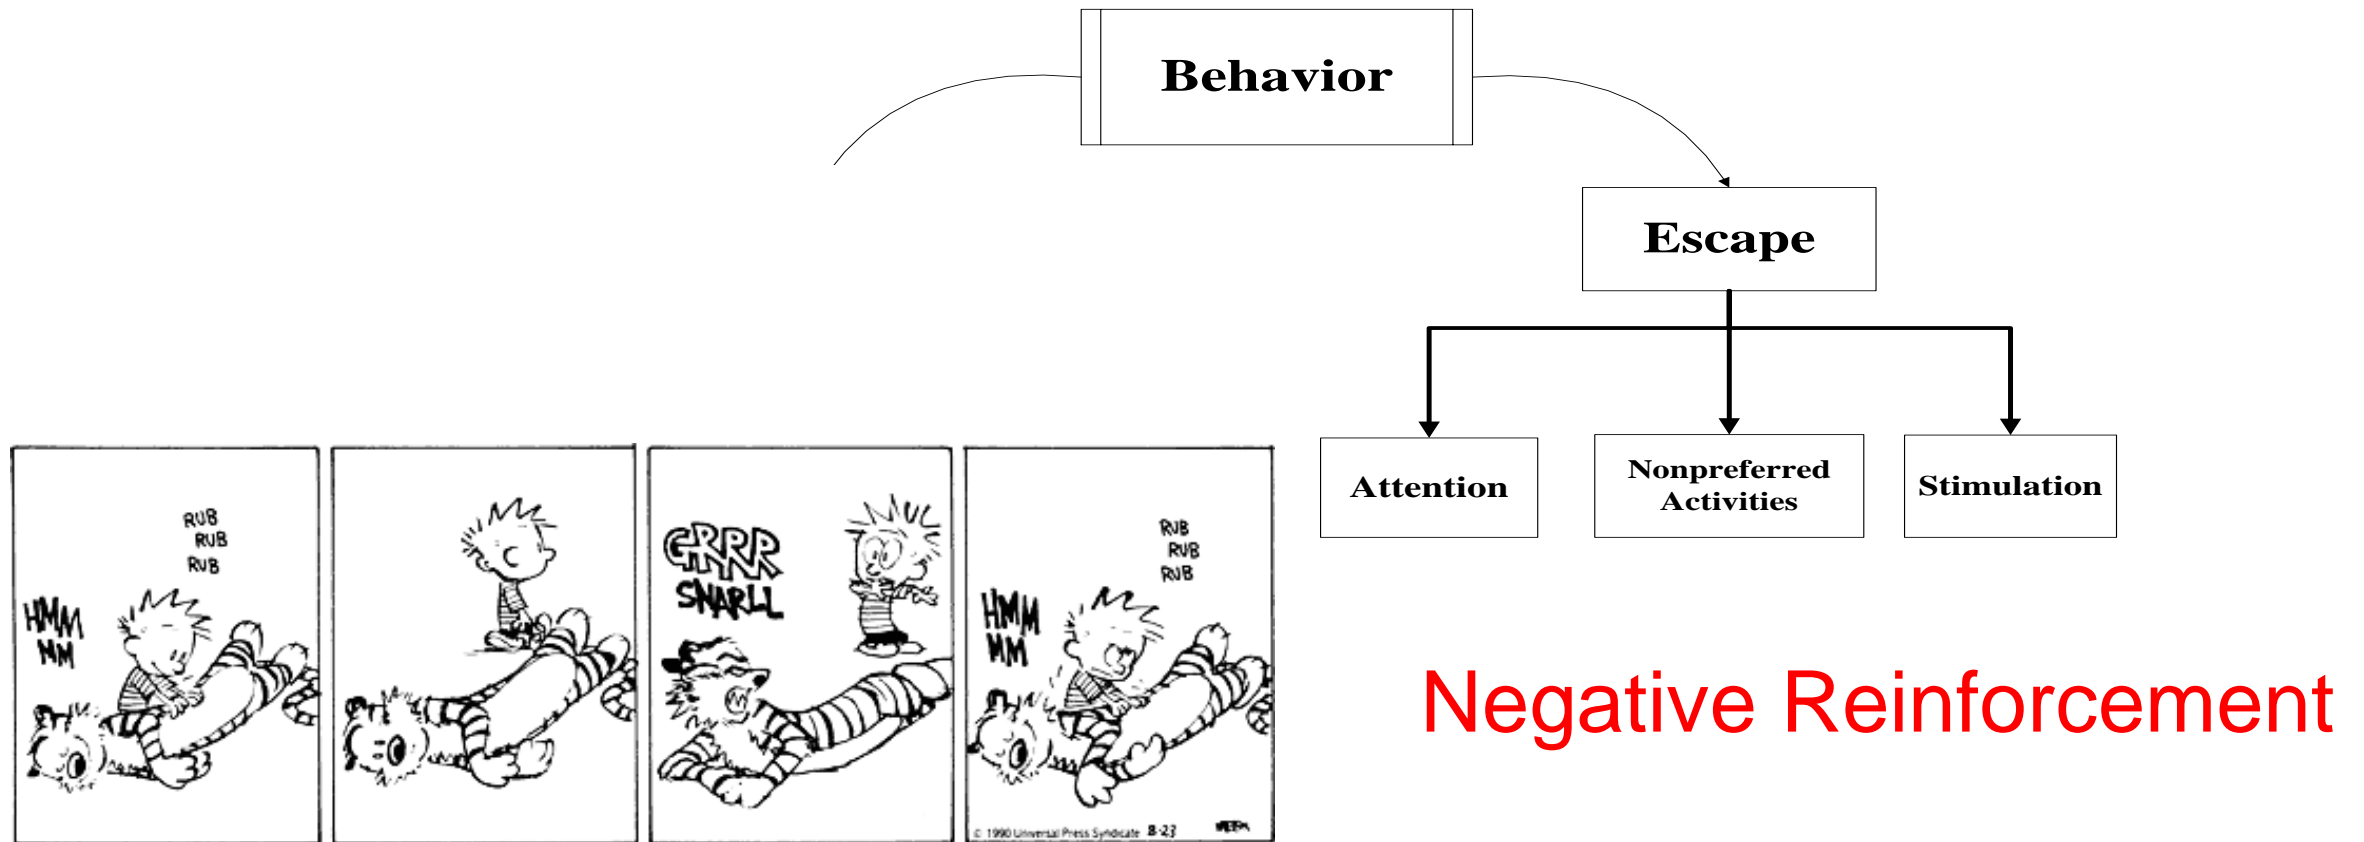 Behavior
Escape
Attention
Nonpreferred
Activities
Stimulation
RUB
RUB
RUB
HMM
MM
GRRR
SNARLL
RUB
RUB
RUB
HMM
MM
© 1990 Universal Press Syndicate 8-23
Negative Reinforcement